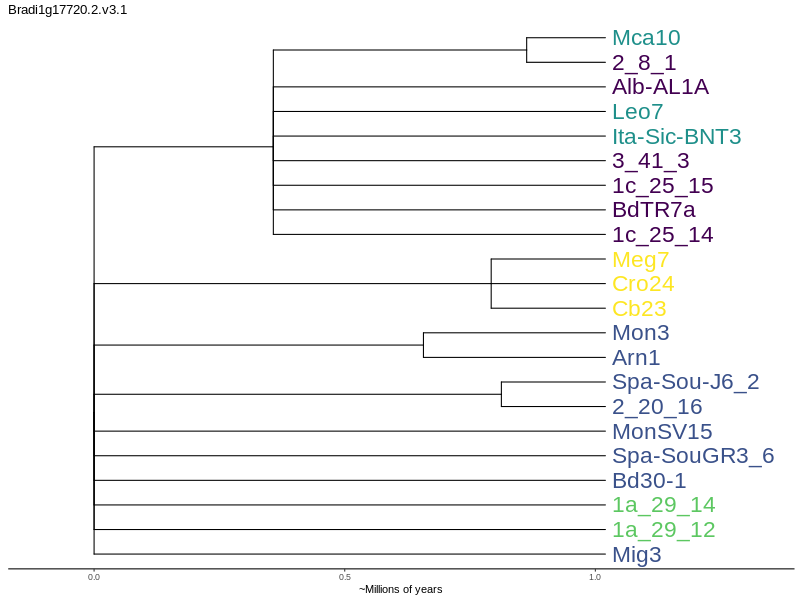 Bradi1g17720.2.v3.1
Mca10
2_8_1
Alb-AL1A
Leo7
Ita-Sic-BNT3
3_41_3
1c_25_15
BdTR7a
1c_25_14
Meg7
Cro24
Cb23
Mon3
Arn1
Spa-Sou-J6_2
2_20_16
MonSV15
Spa-SouGR3_6
Bd30-1
1a_29_14
1a_29_12
Mig3
0.0 0.5 1.0
~Millions of years